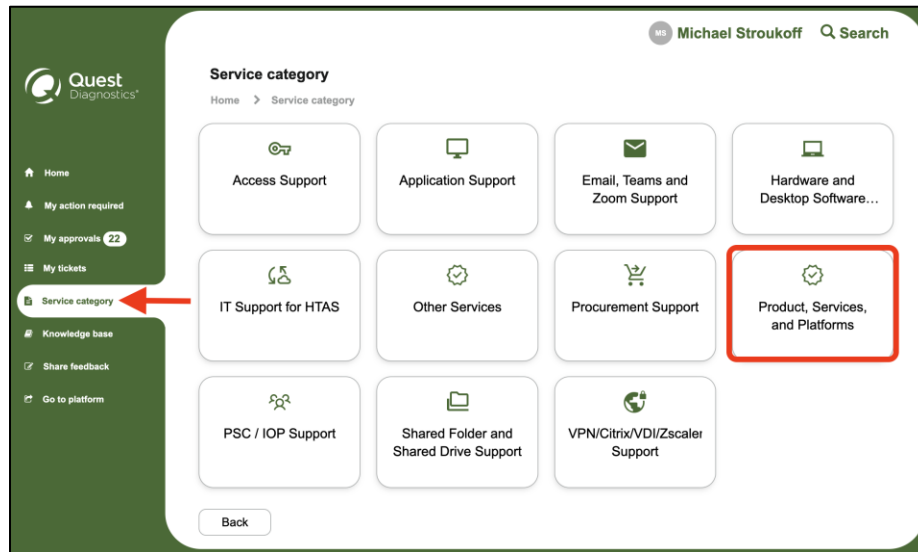 MS Michael Stroukoff Search
Quest
Diagnostics®
Service category
Home > Service category
Home
My action required
My approvals 22
My tickets
Service category
Knowledge base
Share feedback
Go to platform
Access Support
Application Support
Email, Teams and
Zoom Support
Hardware and
Desktop Software...
IT Support for HTAS
Other Services
Procurement Support
Product, Services,
and Platforms
PSC / IOP Support
Shared Folder and
Shared Drive Support
VPN/Citrix/VDI/Zscaler
Support
Back